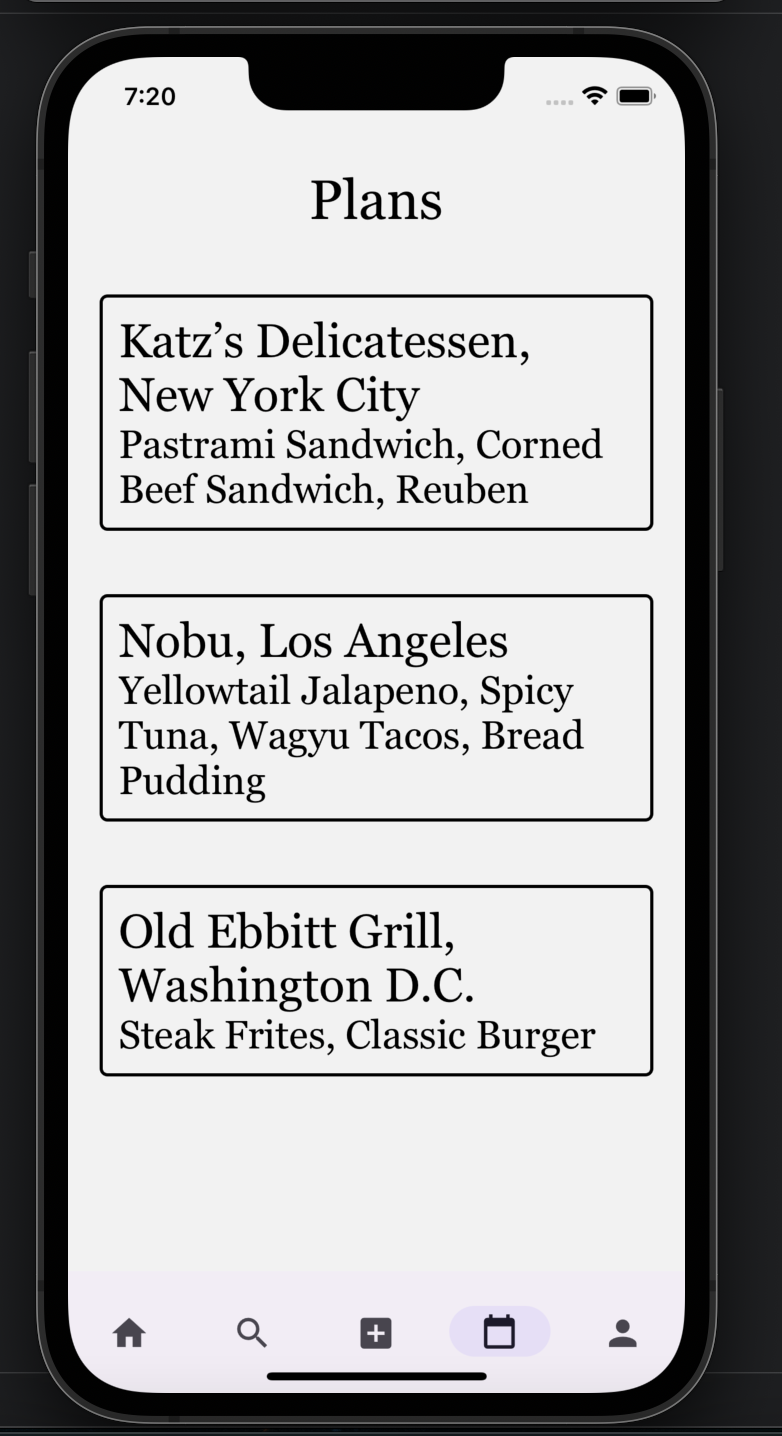 7:20
Plans
Katz’s Delicatessen,
New York City
Pastrami Sandwich, Corned
Beef Sandwich, Reuben
Nobu, Los Angeles
Yellowtail Jalapeno, Spicy
Tuna, Wagyu Tacos, Bread
Pudding
Old Ebbitt Grill,
Washington D.C.
Steak Frites, Classic Burger